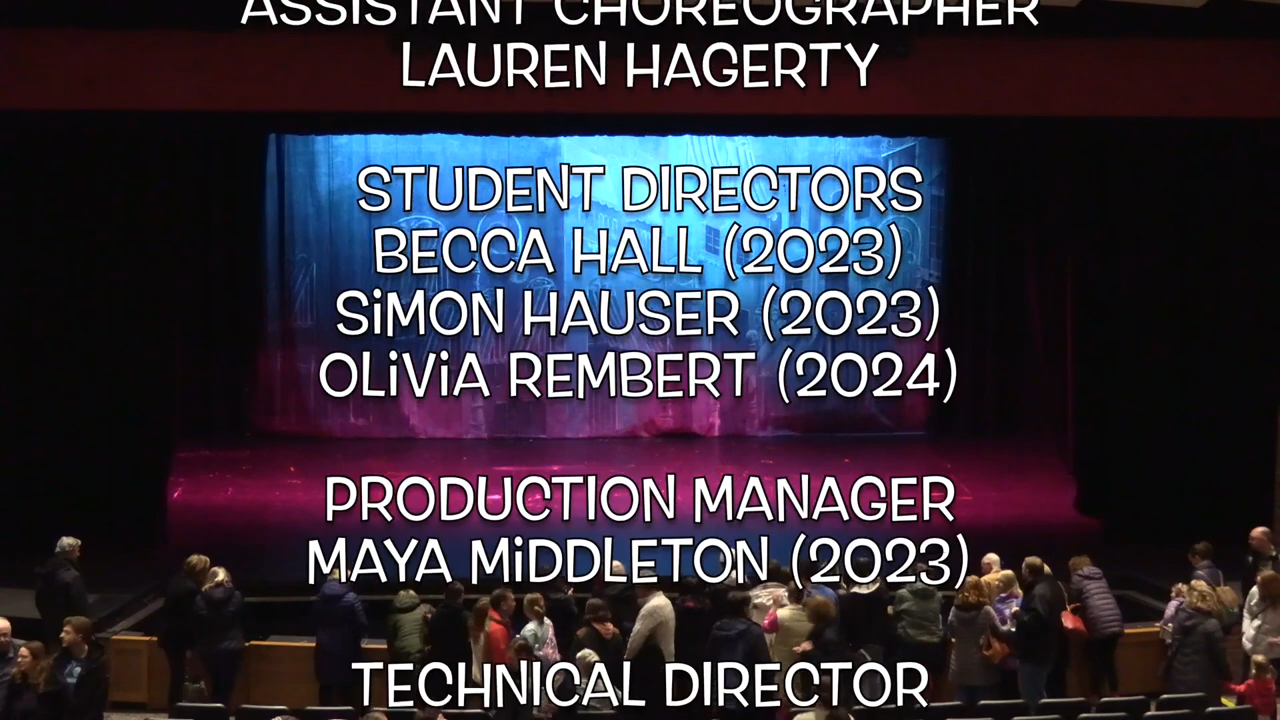 ASSISTANT CHOREOGRAPHER
LAUREN HAGERTY
STUDENT DIRECTORS
BECCA HALL (2023)
SiMON HAUSER (2023)
OLiViA REMBERT (2024)
PRODUCTION MANAGER
MAYA MiDDLETON (2023)
TECHNICAL DIRECTOR